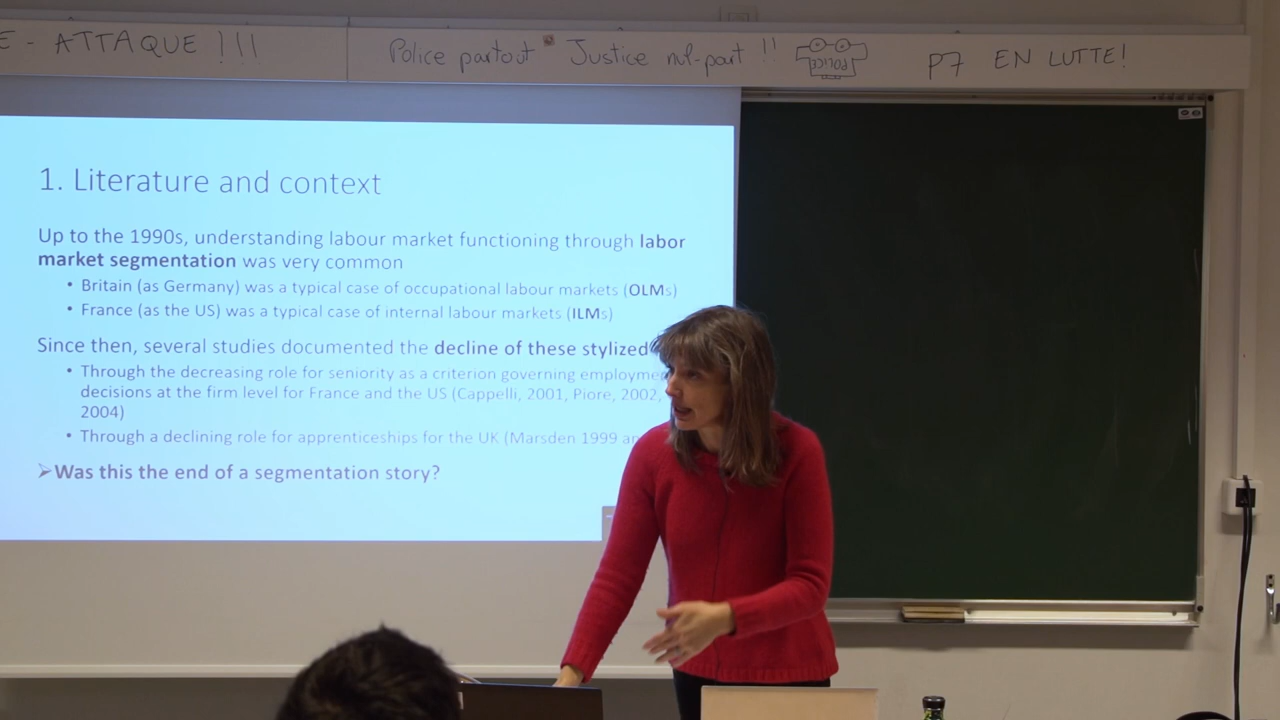 E - ATTAQUE !!!
Police partout Justice nul-part !!
POLICE
P7 EN LUTTE!
1. Literature and context
Up to the 1990s, understanding labour market functioning through labor
market segmentation was very common
• Britain (as Germany) was a typical case of occupational labour markets (OLMs)
• France (as the US) was a typical case of internal labour markets (ILMs)
Since then, several studies documented the decline of these stylized
• Through the decreasing role for seniority as a criterion governing employme
decisions at the firm level for France and the US (Cappelli, 2001, Piore, 2002,
2004)
• Through a declining role for apprenticeships for the UK (Marsden 1999 an
➢Was this the end of a segmentation story?